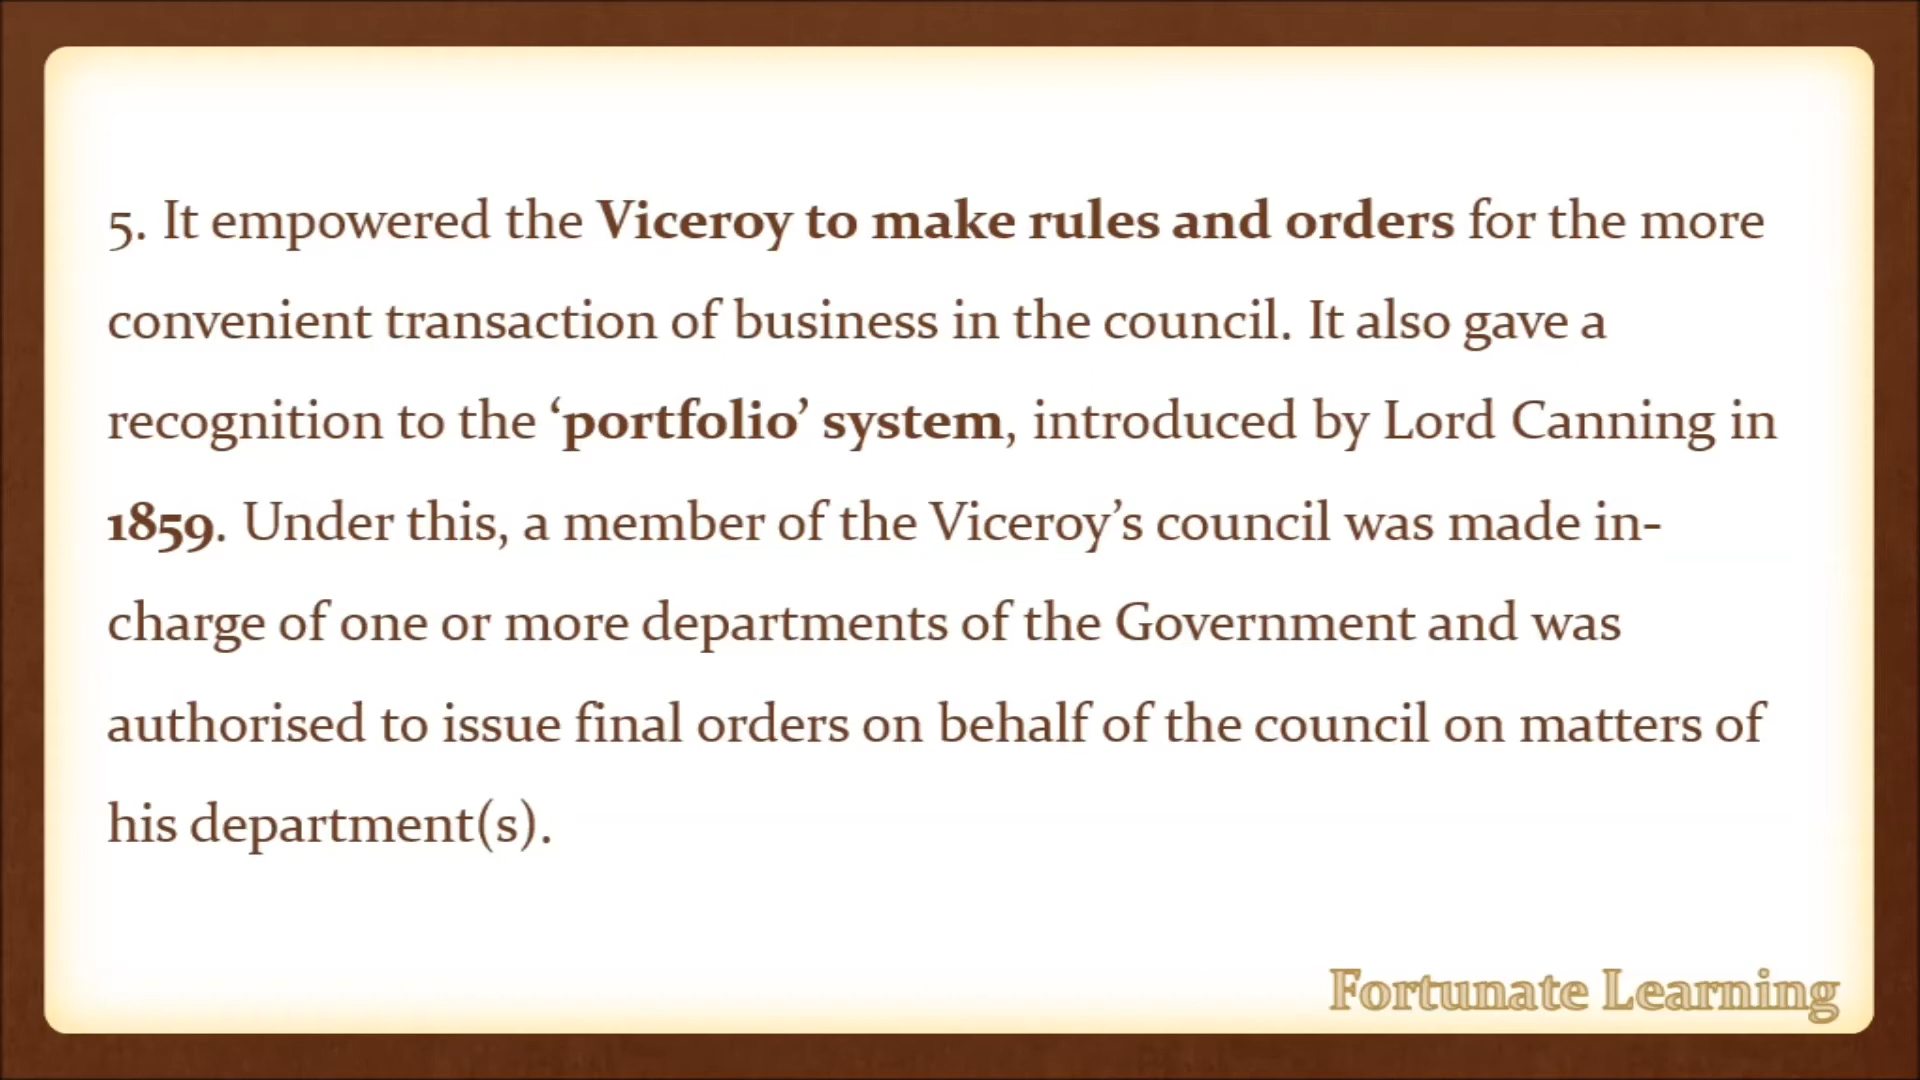 5. It empowered the Viceroy to make rules and orders for the more
convenient transaction of business in the council. It also gave a
recognition to the ‘portfolio’ system, introduced by Lord Canning in
1859. Under this, a member of the Viceroy’s council was made in-
charge of one or more departments of the Government and was
authorised to issue final orders on behalf of the council on matters of
his department(s).
Fortunate Learning